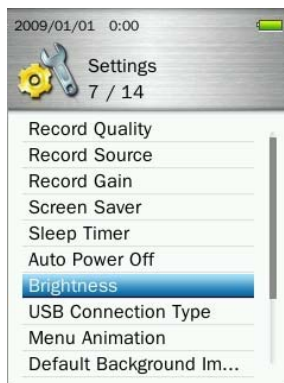 2009/01/01 0:00
Settings
7 / 14
Record Quality
Record Source
Record Gain
Screen Saver
Sleep Timer
Auto Power Off
Brightness
USB Connection Type
Menu Animation
Default Background Im...